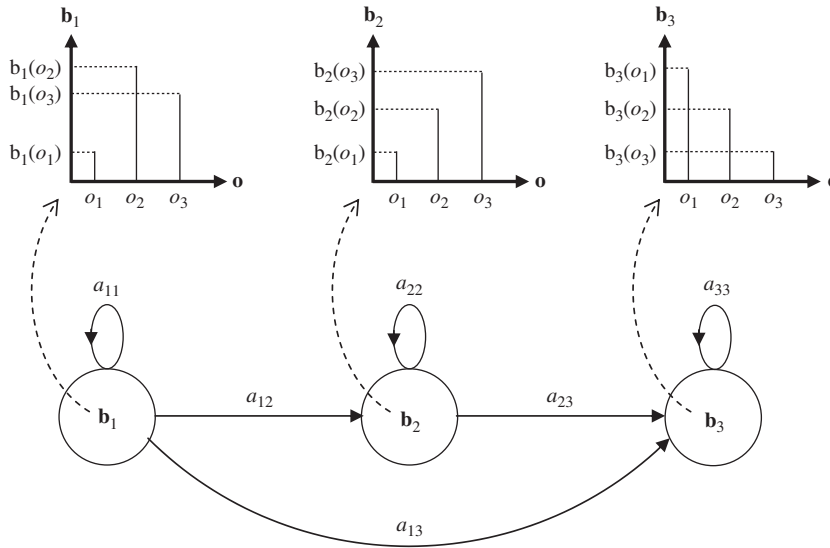 b₁ b₂ b₃
b₁(o₂) b₂(o₃) b₃(o₁)
b₁(o₃) b₂(o₂) b₃(o₂)
b₁(o₁) b₂(o₁) b₃(o₃)
o o o
o₁ o₂ o₃ o₁ o₂ o₃ o₁ o₂ o₃
a₁₁ a₂₂ a₃₃
a₁₂ a₂₃
b₁ b₂ b₃
a₁₃